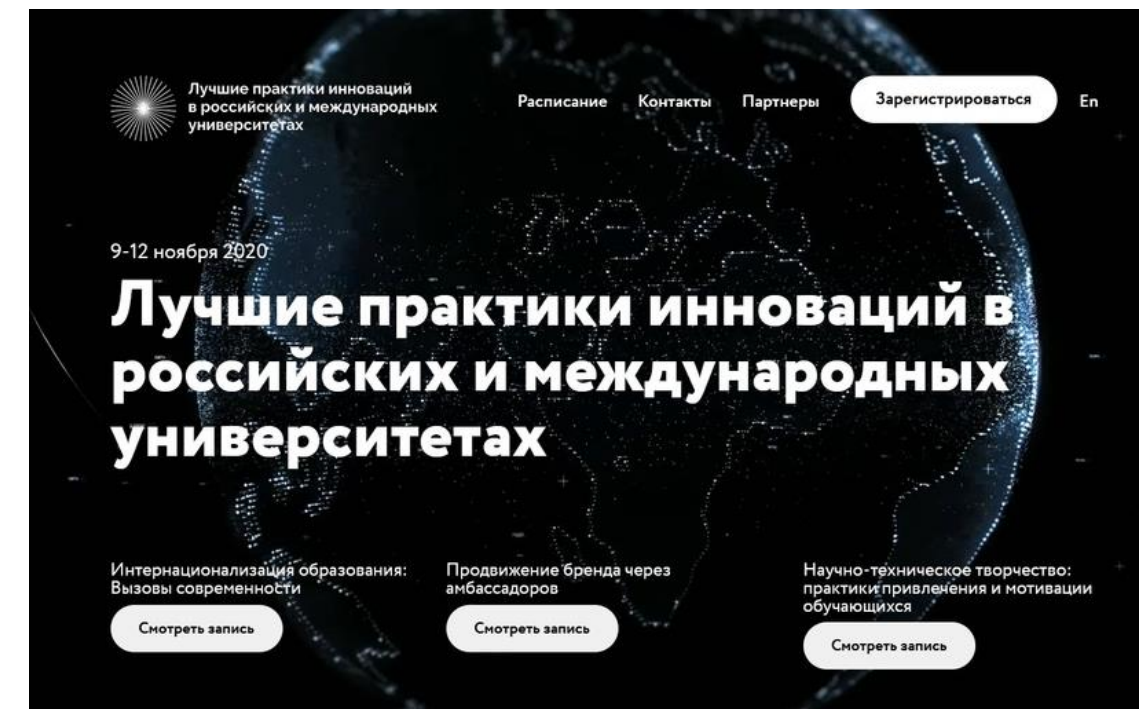 Лучшие практики инноваций
в российских и международных
университетах
Расписание
Контакты
Партнеры
Зарегистрироваться
En
9-12 ноября 2020
Лучшие практики инноваций в
российских и международных
университетах
Интернационализация образования:
Вызовы современности
Смотреть запись
Продвижение бренда через
амбассадоров
Смотреть запись
Научно-техническое творчество:
практики привлечения и мотивации
обучающихся
Смотреть запись